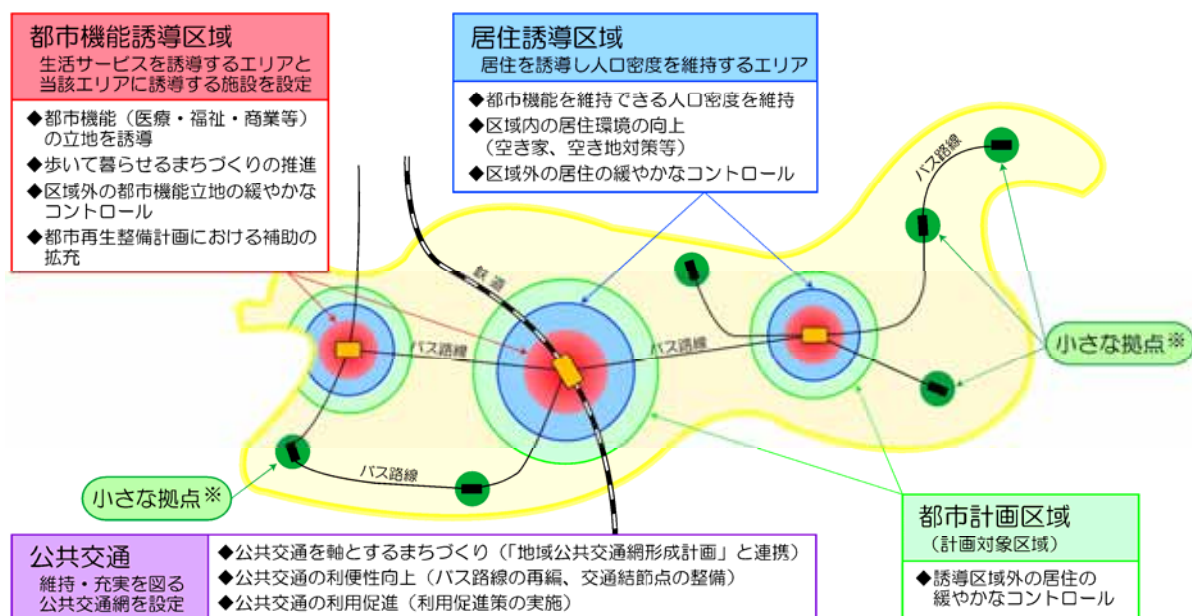 都市機能誘導区域
生活サービスを誘導するエリアと
当該エリアに誘導する施設を設定
◆都市機能（医療・福祉・商業等）
の立地を誘導
◆歩いて暮らせるまちづくりの推進
◆区域外の都市機能立地の緩やかな
コントロール
◆都市再生整備計画における補助の
拡充
居住誘導区域
居住を誘導し人口密度を維持するエリア
◆都市機能を維持できる人口密度を維持
◆区域内の居住環境の向上
（空き家、空き地対策等）
◆区域外の居住の緩やかなコントロール
バス路線
鉄道
バス路線
バス路線
小さな拠点※
バス路線
小さな拠点※
都市計画区域
（計画対象区域）
◆誘導区域外の居住の
緩やかなコントロール
公共交通
維持・充実を図る
公共交通網を設定
◆公共交通を軸とするまちづくり（「地域公共交通網形成計画」と連携）
◆公共交通の利便性向上（バス路線の再編、交通結節点の整備）
◆公共交通の利用促進（利用促進策の実施）